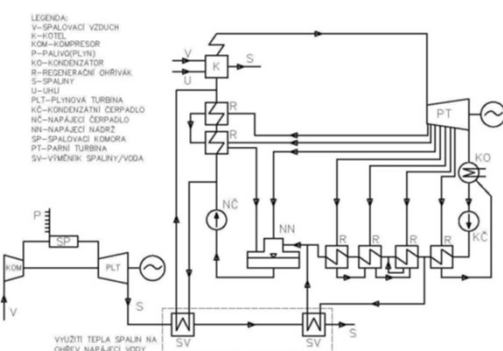 LEGENDA:
V-SPALOVACÍ VZDUCH
K-KOTEL
KOM-KOMPRESOR
P-PALIVO(PLYN)
KO-KONDENZÁTOR
R-REGENERAČNÍ OHŘÍVÁK
S-SPALINY
U-UHLÍ
PLT-PLYNOVÁ TURBÍNA
KČ-KONDENZÁTNÍ ČERPADLO
NČ-NAPÁJECÍ ČERPADLO
NN-NAPÁJECÍ NÁDRŽ
SP-SPALOVACÍ KOMORA
PT-PARNÍ TURBÍNA
SV-VÝMĚNÍK SPALINY/VODA
V
K
S
U
R
R
PT
KO
NČ
NN
KČ
R
R
R
R
P
SP
KOM
PLT
V
S
SV
SV
S
VYUŽITÍ TEPLA SPALIN NA
OHŘEV NAPÁJECÍ VODY